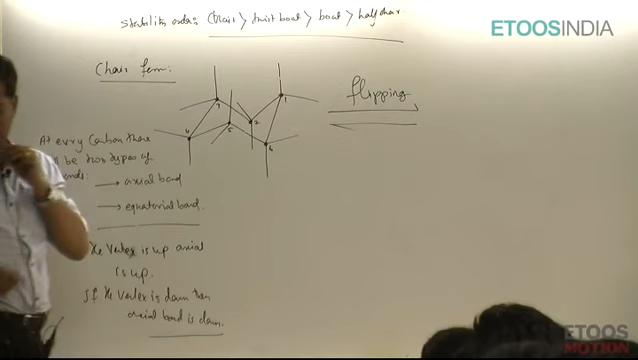 stability order: Chair > twist boat > boat > half chair
ETOOSINDIA
Chair form:
flipping
3
1
2
4
5
6
At every Carbon there
be two types of
→ axial bond
→ equatorial bond.
Vertex is up axial
is up.
If the Vertex is down then
axial bond is down.
ETOOS
MOTION